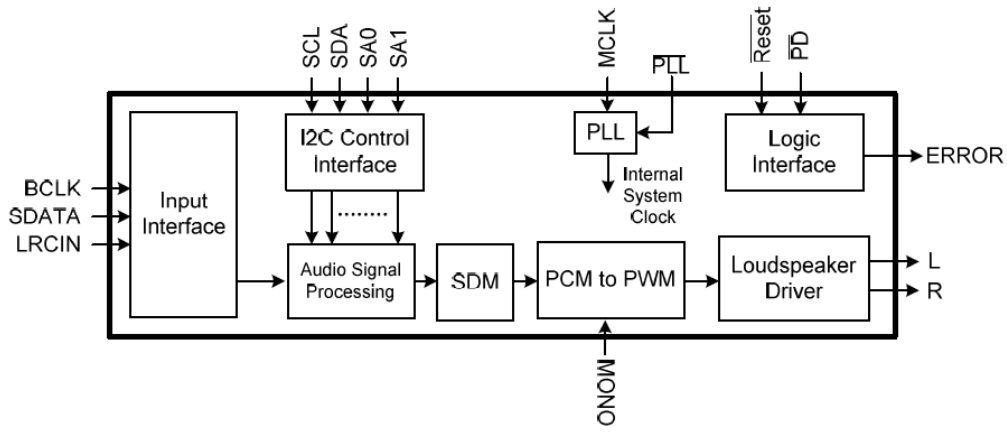 SCL
SDA
SA0
SA1
MCLK
PLL
Reset
PD
I2C Control
Interface
PLL
Logic
Interface
ERROR
Internal
System
Clock
BCLK
SDATA
LRCIN
Input
Interface
........
Audio Signal
Processing
SDM
PCM to PWM
Loudspeaker
Driver
L
R
MONO